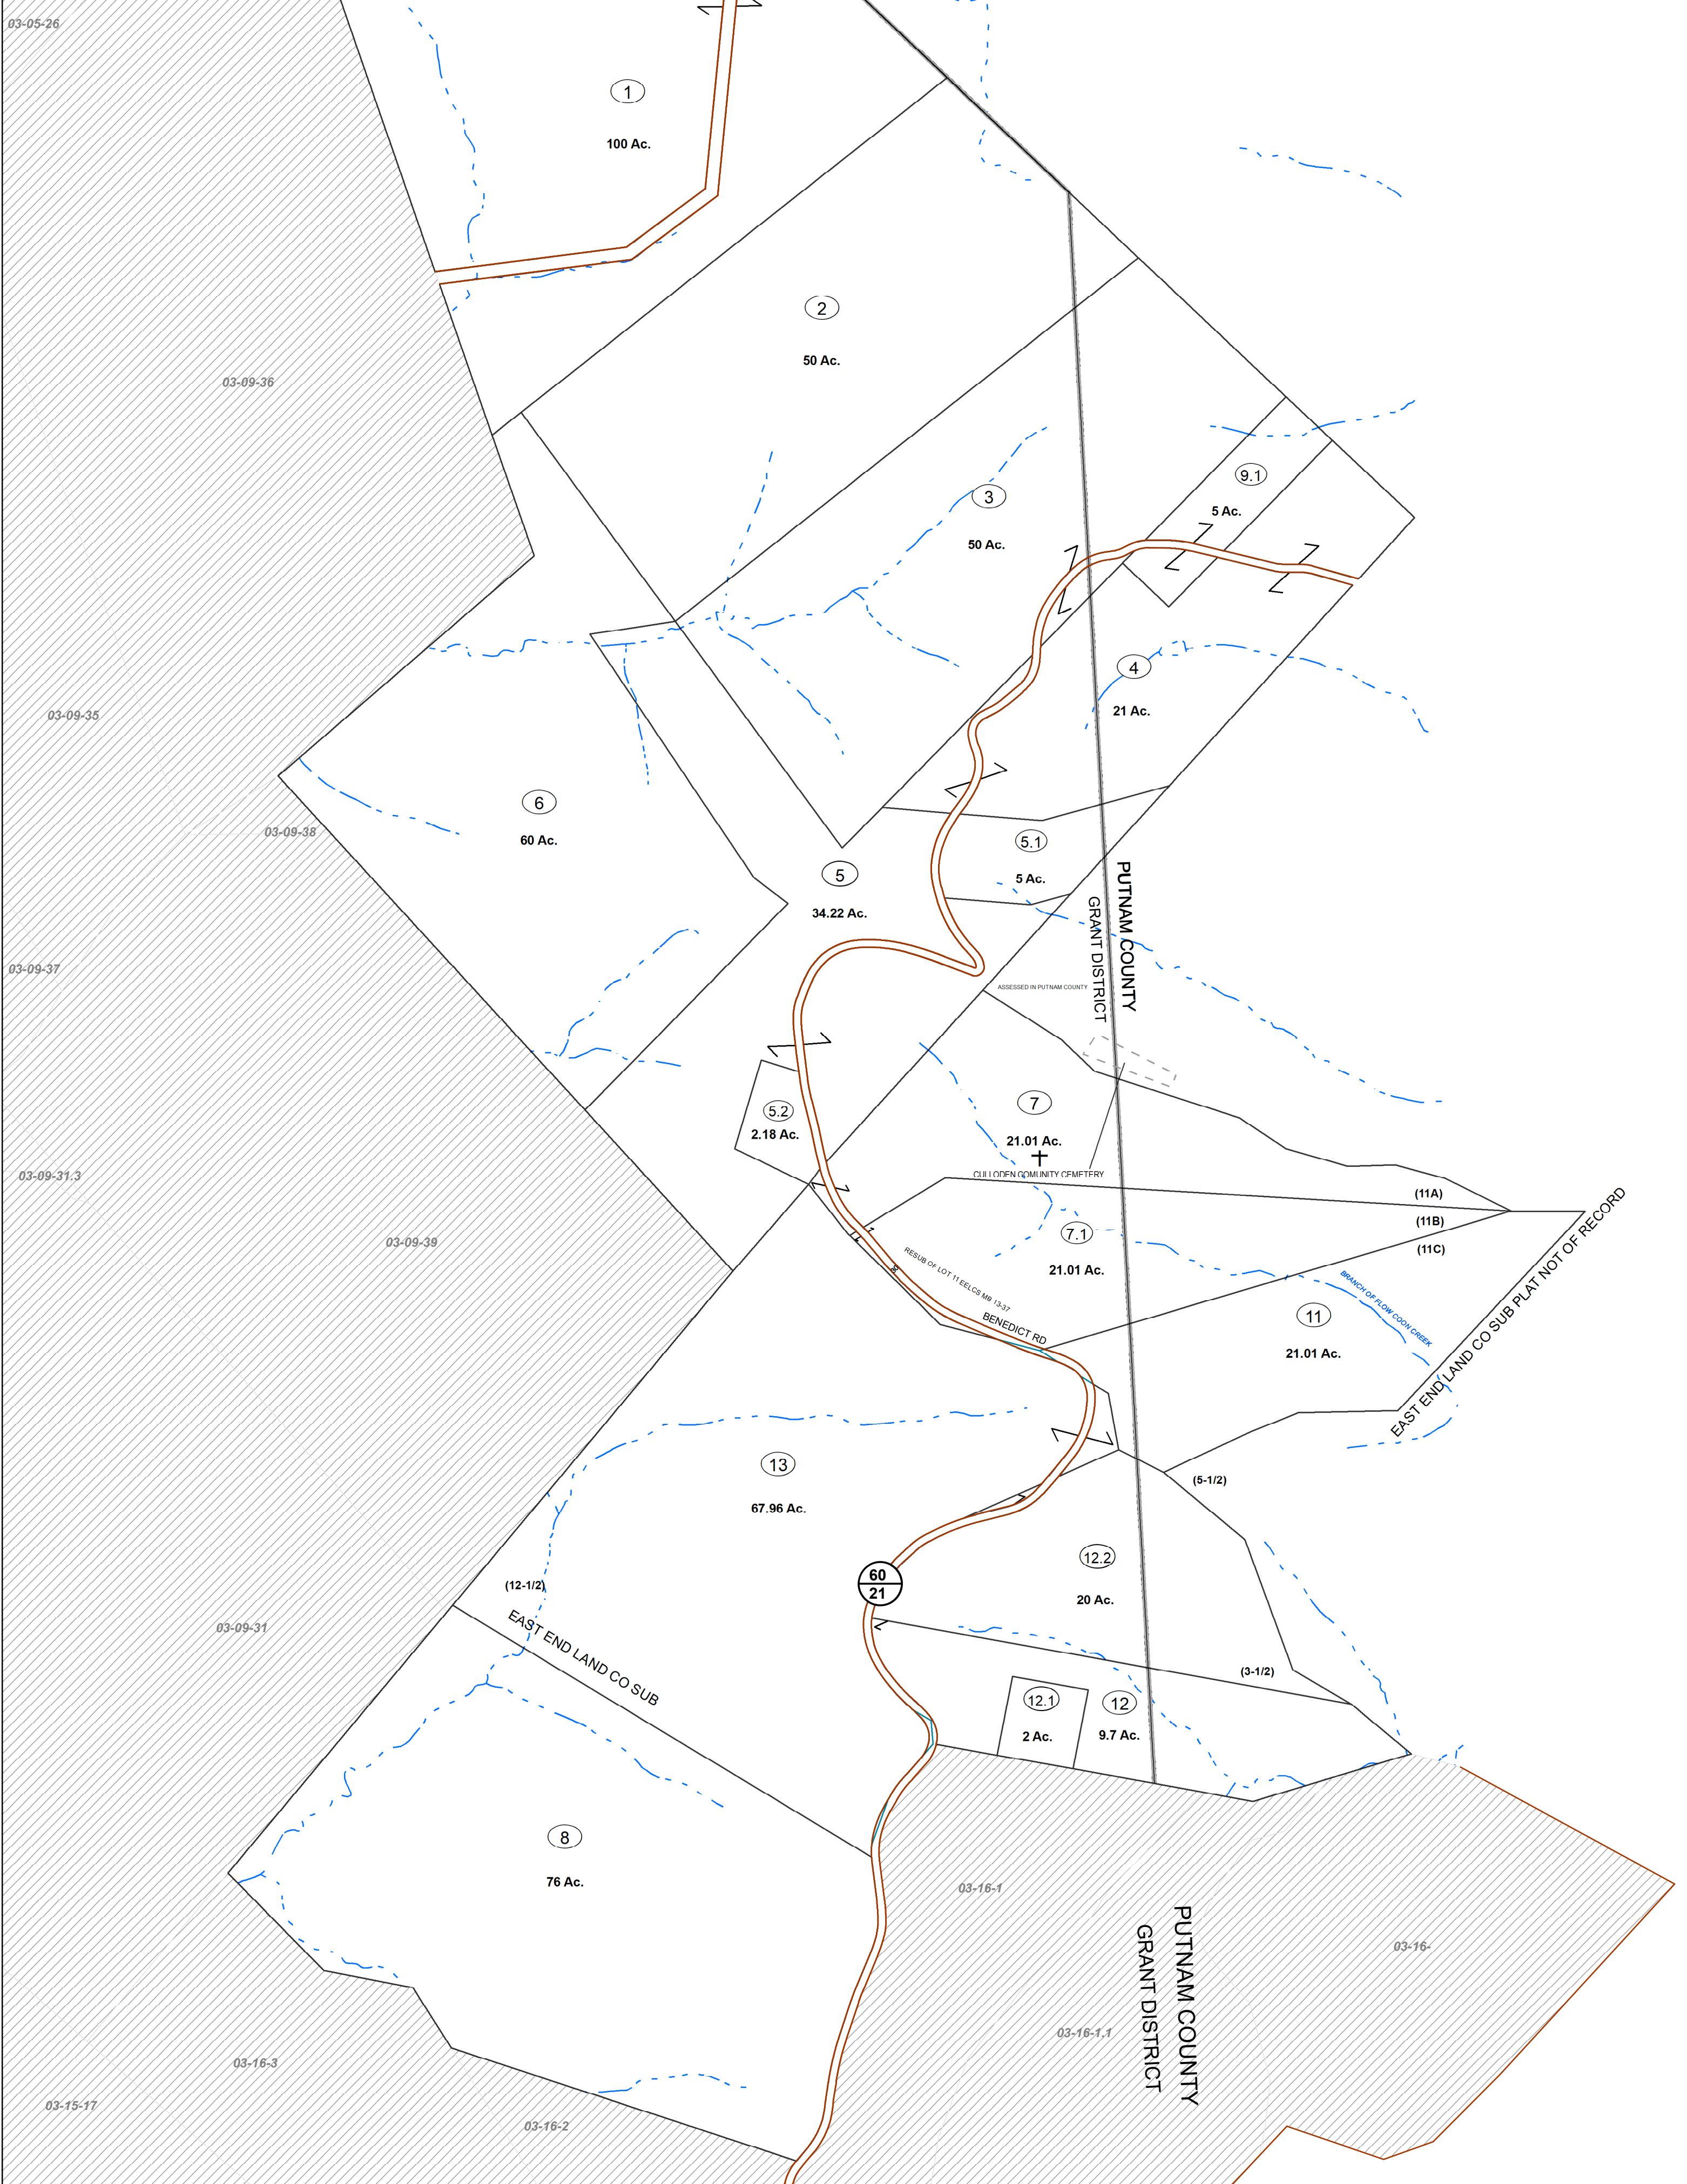 03-05-26
1
100 Ac.
2
50 Ac.
03-09-36
9.1
5 Ac.
3
50 Ac.
4
21 Ac.
03-09-35
6
60 Ac.
03-09-38
5.1
5 Ac.
5
34.22 Ac.
PUTNAM COUNTY
GRANT DISTRICT
03-09-37
ASSESSED IN PUTNAM COUNTY
5.2
2.18 Ac.
7
21.01 Ac.
CULLODEN COMUNITY CEMETERY
03-09-31.3
(11A)
(11B)
(11C)
7.1
21.01 Ac.
03-09-39
RESUB OF LOT 11 EELCS MB 13-37
BENEDICT RD
BRANCH OF FLOW COON CREEK
EAST END LAND CO SUB PLAT NOT OF RECORD
11
21.01 Ac.
13
67.96 Ac.
(5-1/2)
12.2
20 Ac.
60
21
(12-1/2)
EAST END LAND CO SUB
03-09-31
(3-1/2)
12.1
2 Ac.
12
9.7 Ac.
8
76 Ac.
03-16-1
PUTNAM COUNTY
GRANT DISTRICT
03-16-
03-16-1.1
03-16-3
03-15-17
03-16-2